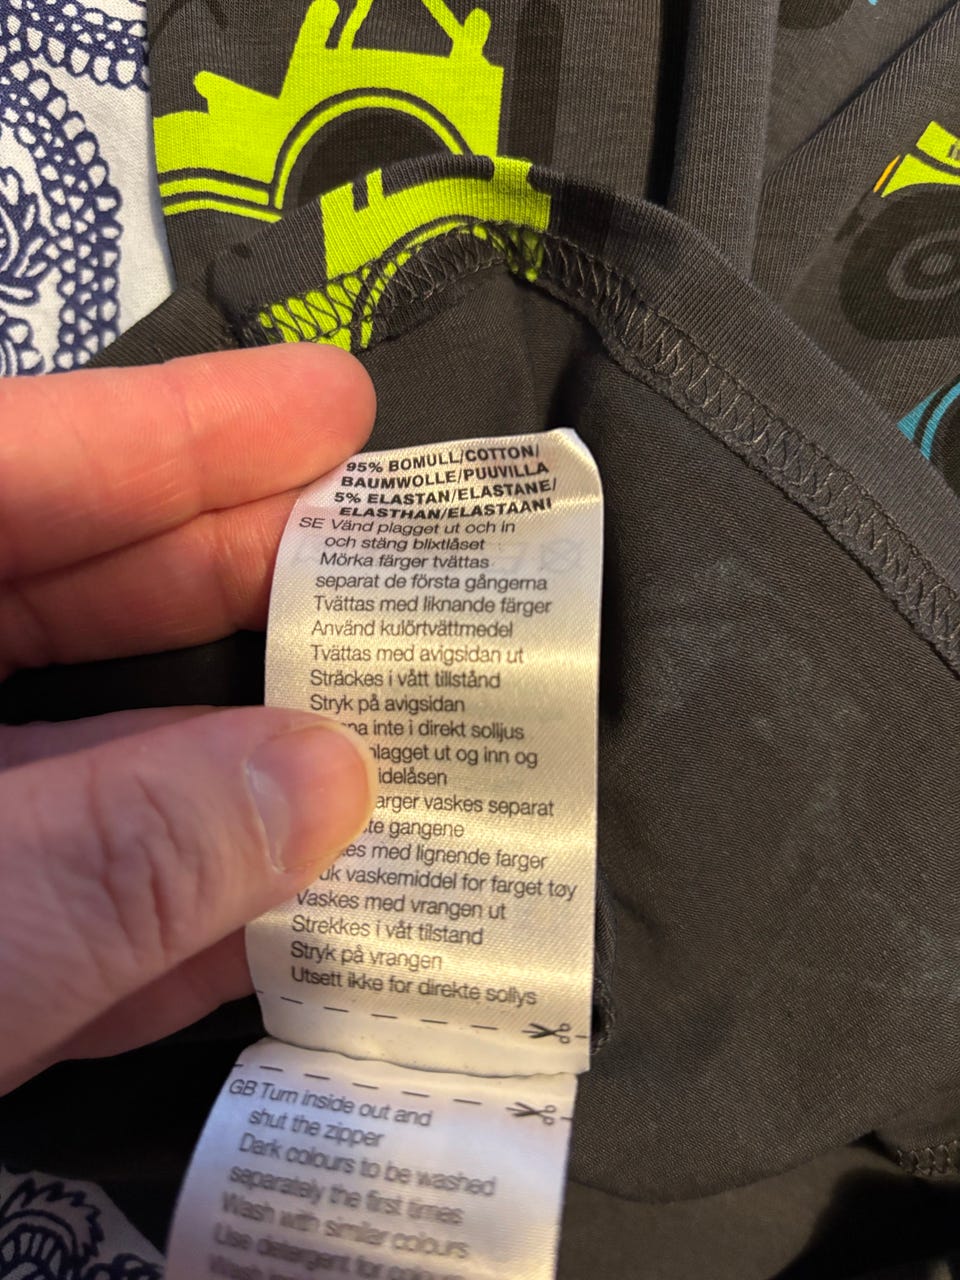 95% BOMULL/COTTON/
BAUMWOLLE/PUUVILLA
5% ELASTAN/ELASTANE/
ELASTHAN/ELASTAANI
SE Vänd plagget ut och in
och stäng blixtlåset
Mörka färger tvättas
separat de första gångerna
Tvättas med liknande färger
Använd kulörtvättmedel
Tvättas med avigsidan ut
Sträckes i vått tillstånd
Stryk på avigsidan
inte i direkt solljus
plagget ut og inn og
idelåsen
arger vaskes separat
te gangene
es med lignende farger
uk vaskemiddel for farget tøy
Vaskes med vrangen ut
Strekkes i våt tilstand
Stryk på vrangen
Utsett ikke for direkte sollys
GB Turn inside out and
shut the zipper
Dark colours to be washed
separately the first times
Wash with similar colours
Use detergent for